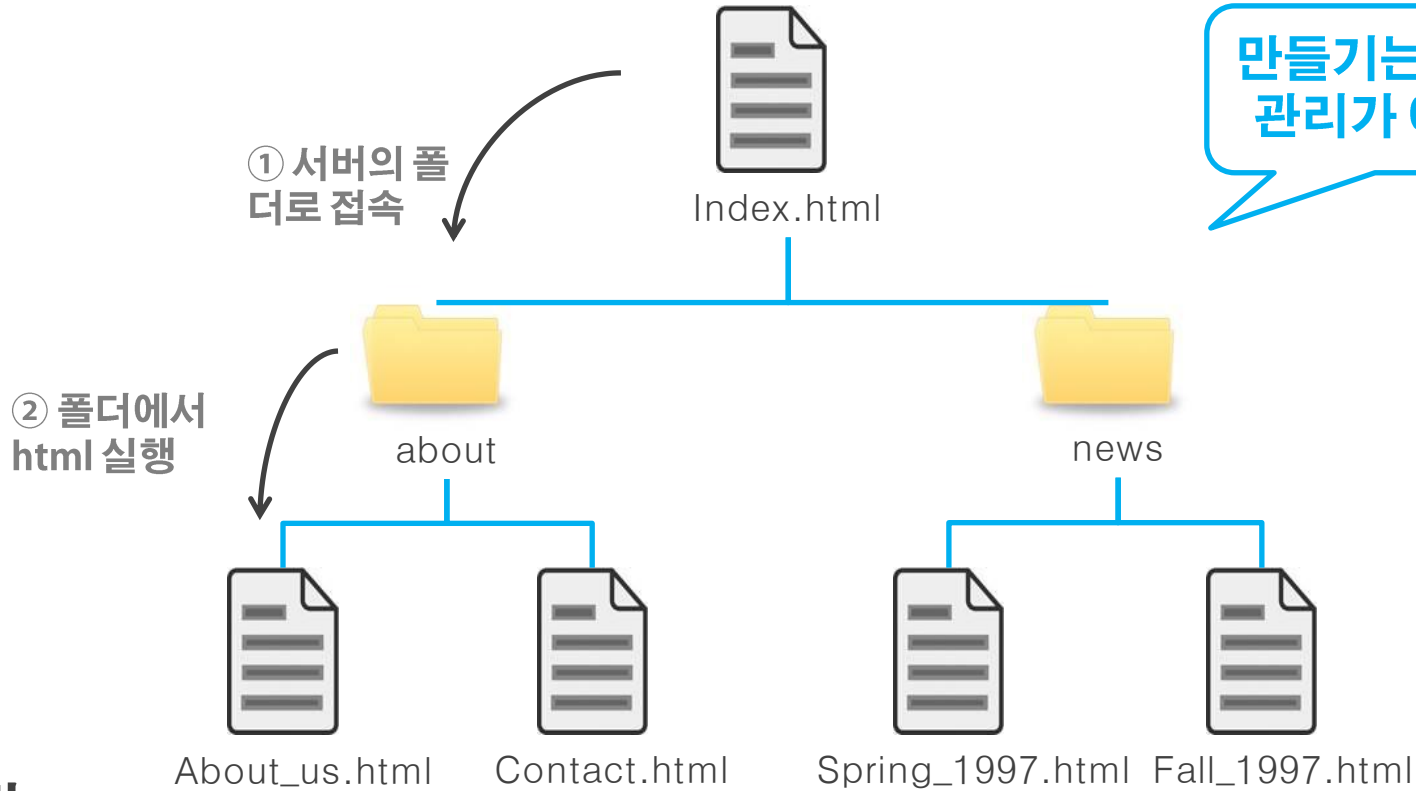 Index.html
만들기는
관리가
① 서버의 폴
더로 접속
② 폴더에서
html 실행
about
news
About_us.html
Contact.html
Spring_1997.html
Fall_1997.html